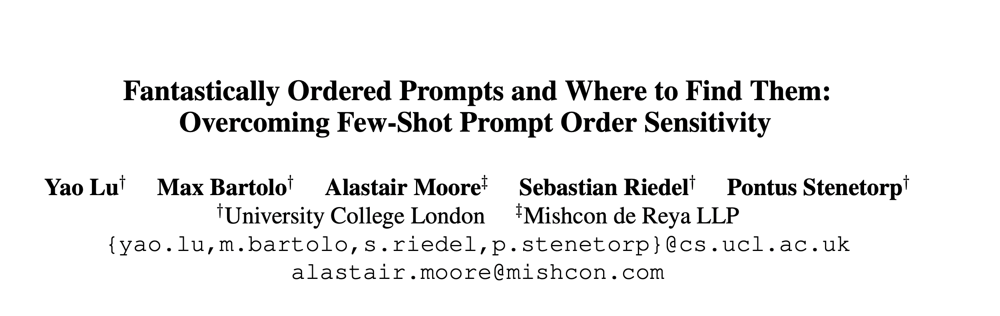 Fantastically Ordered Prompts and Where to Find Them:
Overcoming Few-Shot Prompt Order Sensitivity
Yao Lu† Max Bartolo† Alastair Moore‡ Sebastian Riedel† Pontus Stenetorp†
†University College London ‡Mishcon de Reya LLP
{yao.lu,m.bartolo,s.riedel,p.stenetorp}@cs.ucl.ac.uk
alastair.moore@mishcon.com